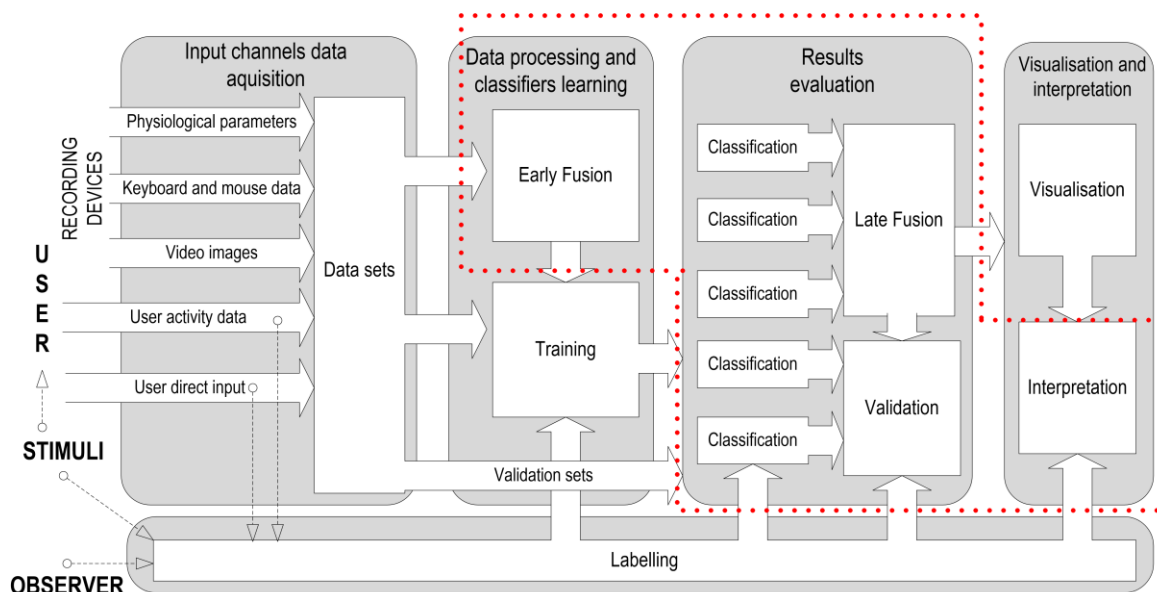 Input channels data
aquisition
Data processing and
classifiers learning
Results
evaluation
Visualisation and
interpretation
RECORDING
DEVICES
Physiological parameters
Keyboard and mouse data
Video images
User activity data
User direct input
USER
STIMULI
OBSERVER
Data sets
Early Fusion
Training
Validation sets
Classification
Classification
Classification
Classification
Classification
Late Fusion
Validation
Visualisation
Interpretation
Labelling